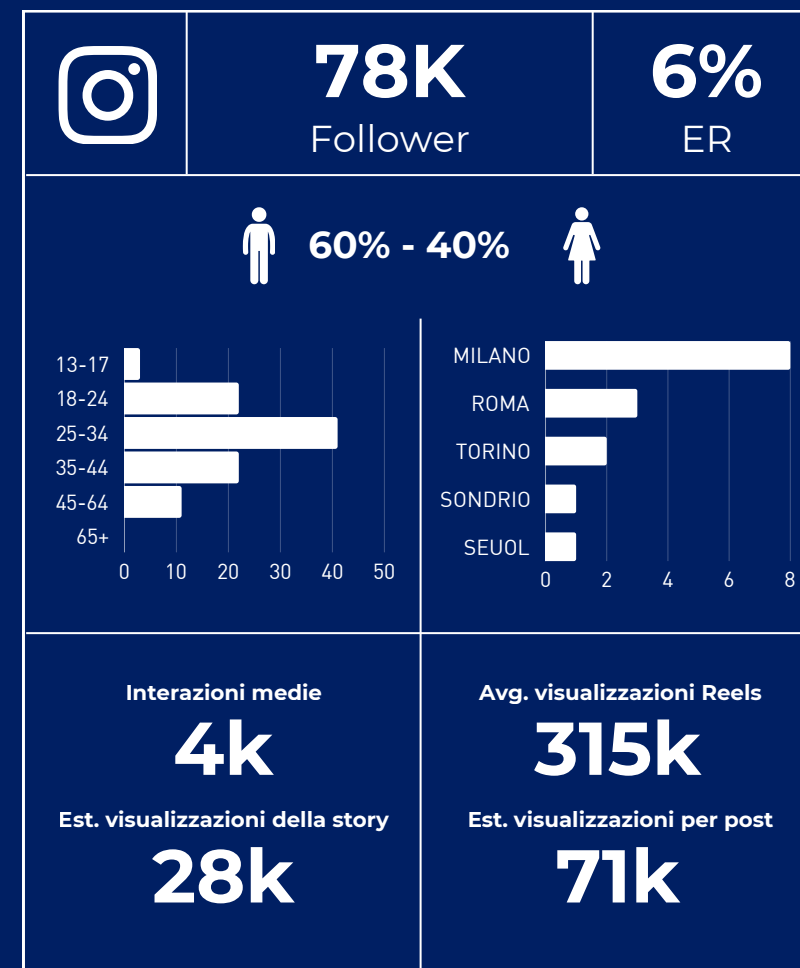 78K
Follower
6%
ER
60% - 40%
13-17
18-24
25-34
35-44
45-64
65+
0 10 20 30 40 50
MILANO
ROMA
TORINO
SONDRIO
SEUOL
0 2 4 6 8
Interazioni medie
4k
Est. visualizzazioni della story
28k
Avg. visualizzazioni Reels
315k
Est. visualizzazioni per post
71k